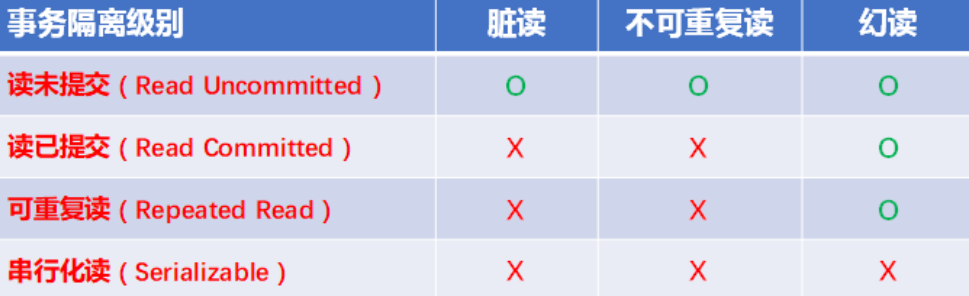 事务隔离级别 脏读 不可重复读 幻读
读未提交 ( Read Uncommitted ) O O O
读已提交 ( Read Committed ) X X O
可重复读 ( Repeated Read ) X X O
串行化读 ( Serializable ) X X X